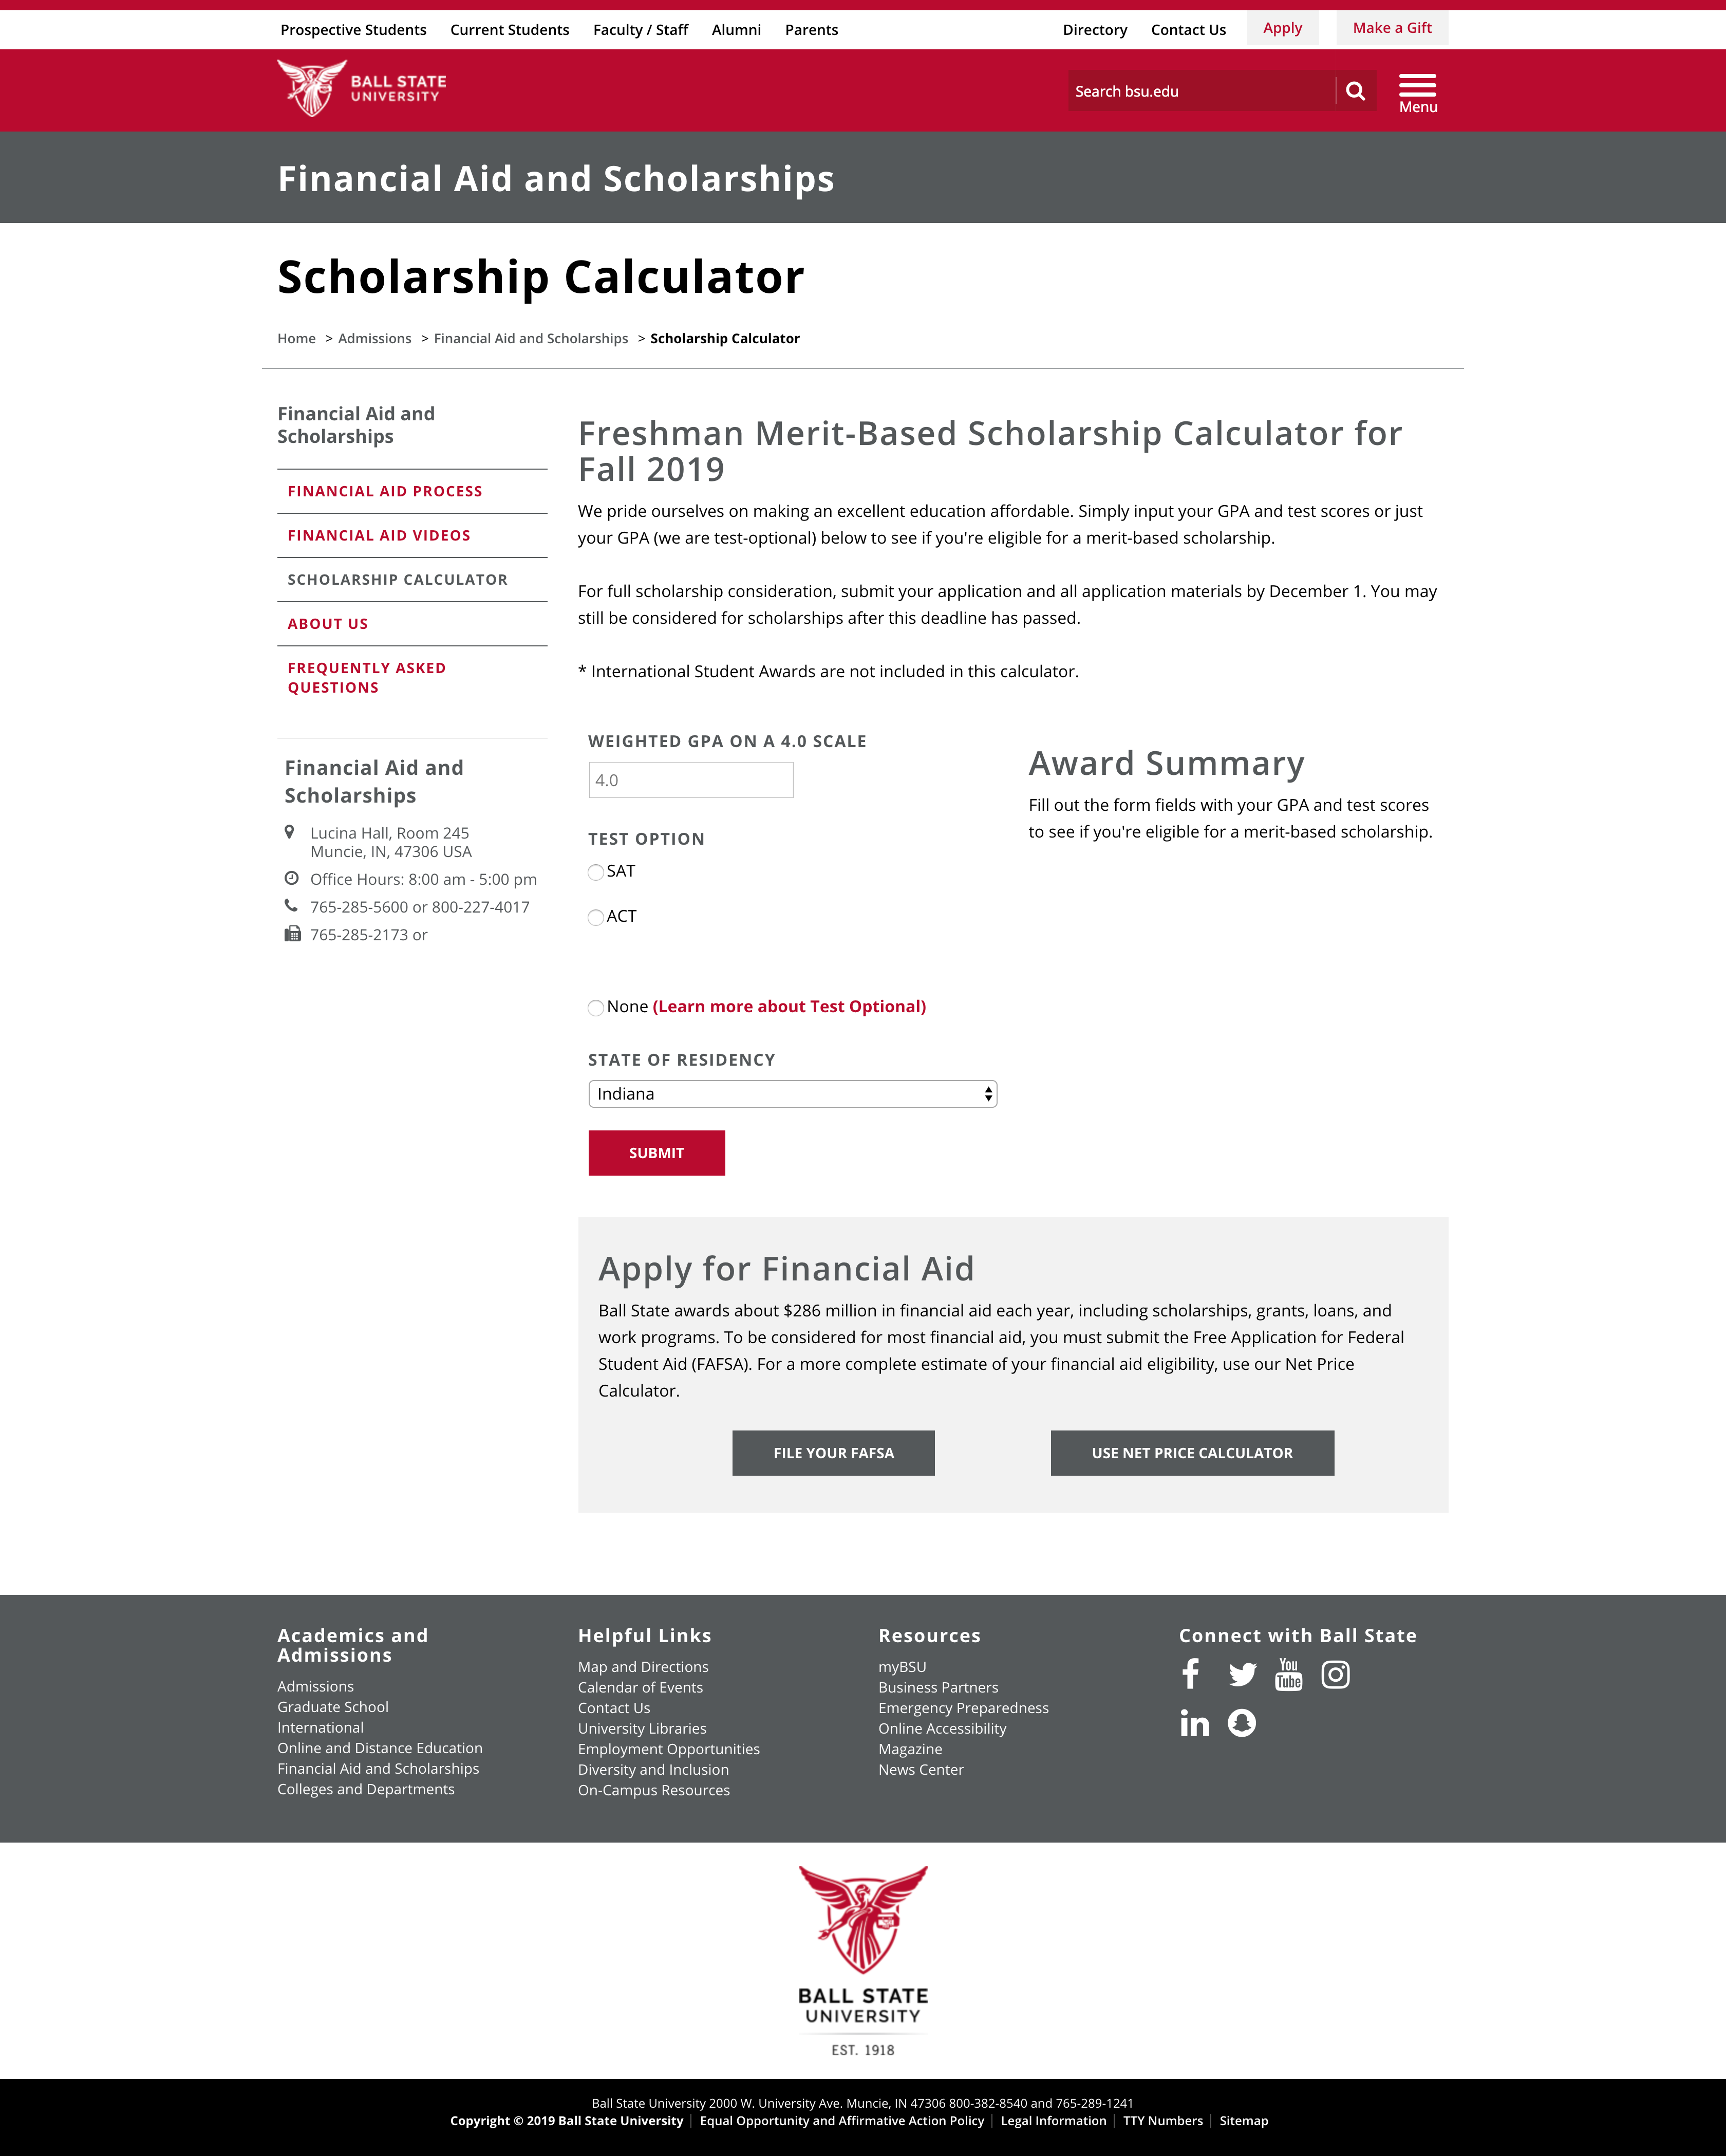 Prospective Students Current Students Faculty / Staff Alumni Parents Directory Contact Us Apply Make a Gift
BALL STATE
UNIVERSITY
Search bsu.edu
Menu
Financial Aid and Scholarships
Scholarship Calculator
Home > Admissions > Financial Aid and Scholarships > Scholarship Calculator
Financial Aid and
Scholarships
FINANCIAL AID PROCESS
FINANCIAL AID VIDEOS
SCHOLARSHIP CALCULATOR
ABOUT US
FREQUENTLY ASKED
QUESTIONS
Financial Aid and
Scholarships
Lucina Hall, Room 245
Muncie, IN, 47306 USA
Office Hours: 8:00 am - 5:00 pm
765-285-5600 or 800-227-4017
765-285-2173 or
Freshman Merit-Based Scholarship Calculator for
Fall 2019
We pride ourselves on making an excellent education affordable. Simply input your GPA and test scores or just
your GPA (we are test-optional) below to see if you're eligible for a merit-based scholarship.
For full scholarship consideration, submit your application and all application materials by December 1. You may
still be considered for scholarships after this deadline has passed.
* International Student Awards are not included in this calculator.
WEIGHTED GPA ON A 4.0 SCALE
4.0
TEST OPTION
SAT
ACT
None (Learn more about Test Optional)
STATE OF RESIDENCY
Indiana
SUBMIT
Award Summary
Fill out the form fields with your GPA and test scores
to see if you're eligible for a merit-based scholarship.
Apply for Financial Aid
Ball State awards about $286 million in financial aid each year, including scholarships, grants, loans, and
work programs. To be considered for most financial aid, you must submit the Free Application for Federal
Student Aid (FAFSA). For a more complete estimate of your financial aid eligibility, use our Net Price
Calculator.
FILE YOUR FAFSA USE NET PRICE CALCULATOR
Academics and
Admissions
Admissions
Graduate School
International
Online and Distance Education
Financial Aid and Scholarships
Colleges and Departments
Helpful Links
Map and Directions
Calendar of Events
Contact Us
University Libraries
Employment Opportunities
Diversity and Inclusion
On-Campus Resources
Resources
myBSU
Business Partners
Emergency Preparedness
Online Accessibility
Magazine
News Center
Connect with Ball State
You
Tube
in
BALL STATE
UNIVERSITY
EST. 1918
Ball State University 2000 W. University Ave. Muncie, IN 47306 800-382-8540 and 765-289-1241
Copyright © 2019 Ball State University | Equal Opportunity and Affirmative Action Policy | Legal Information | TTY Numbers | Sitemap